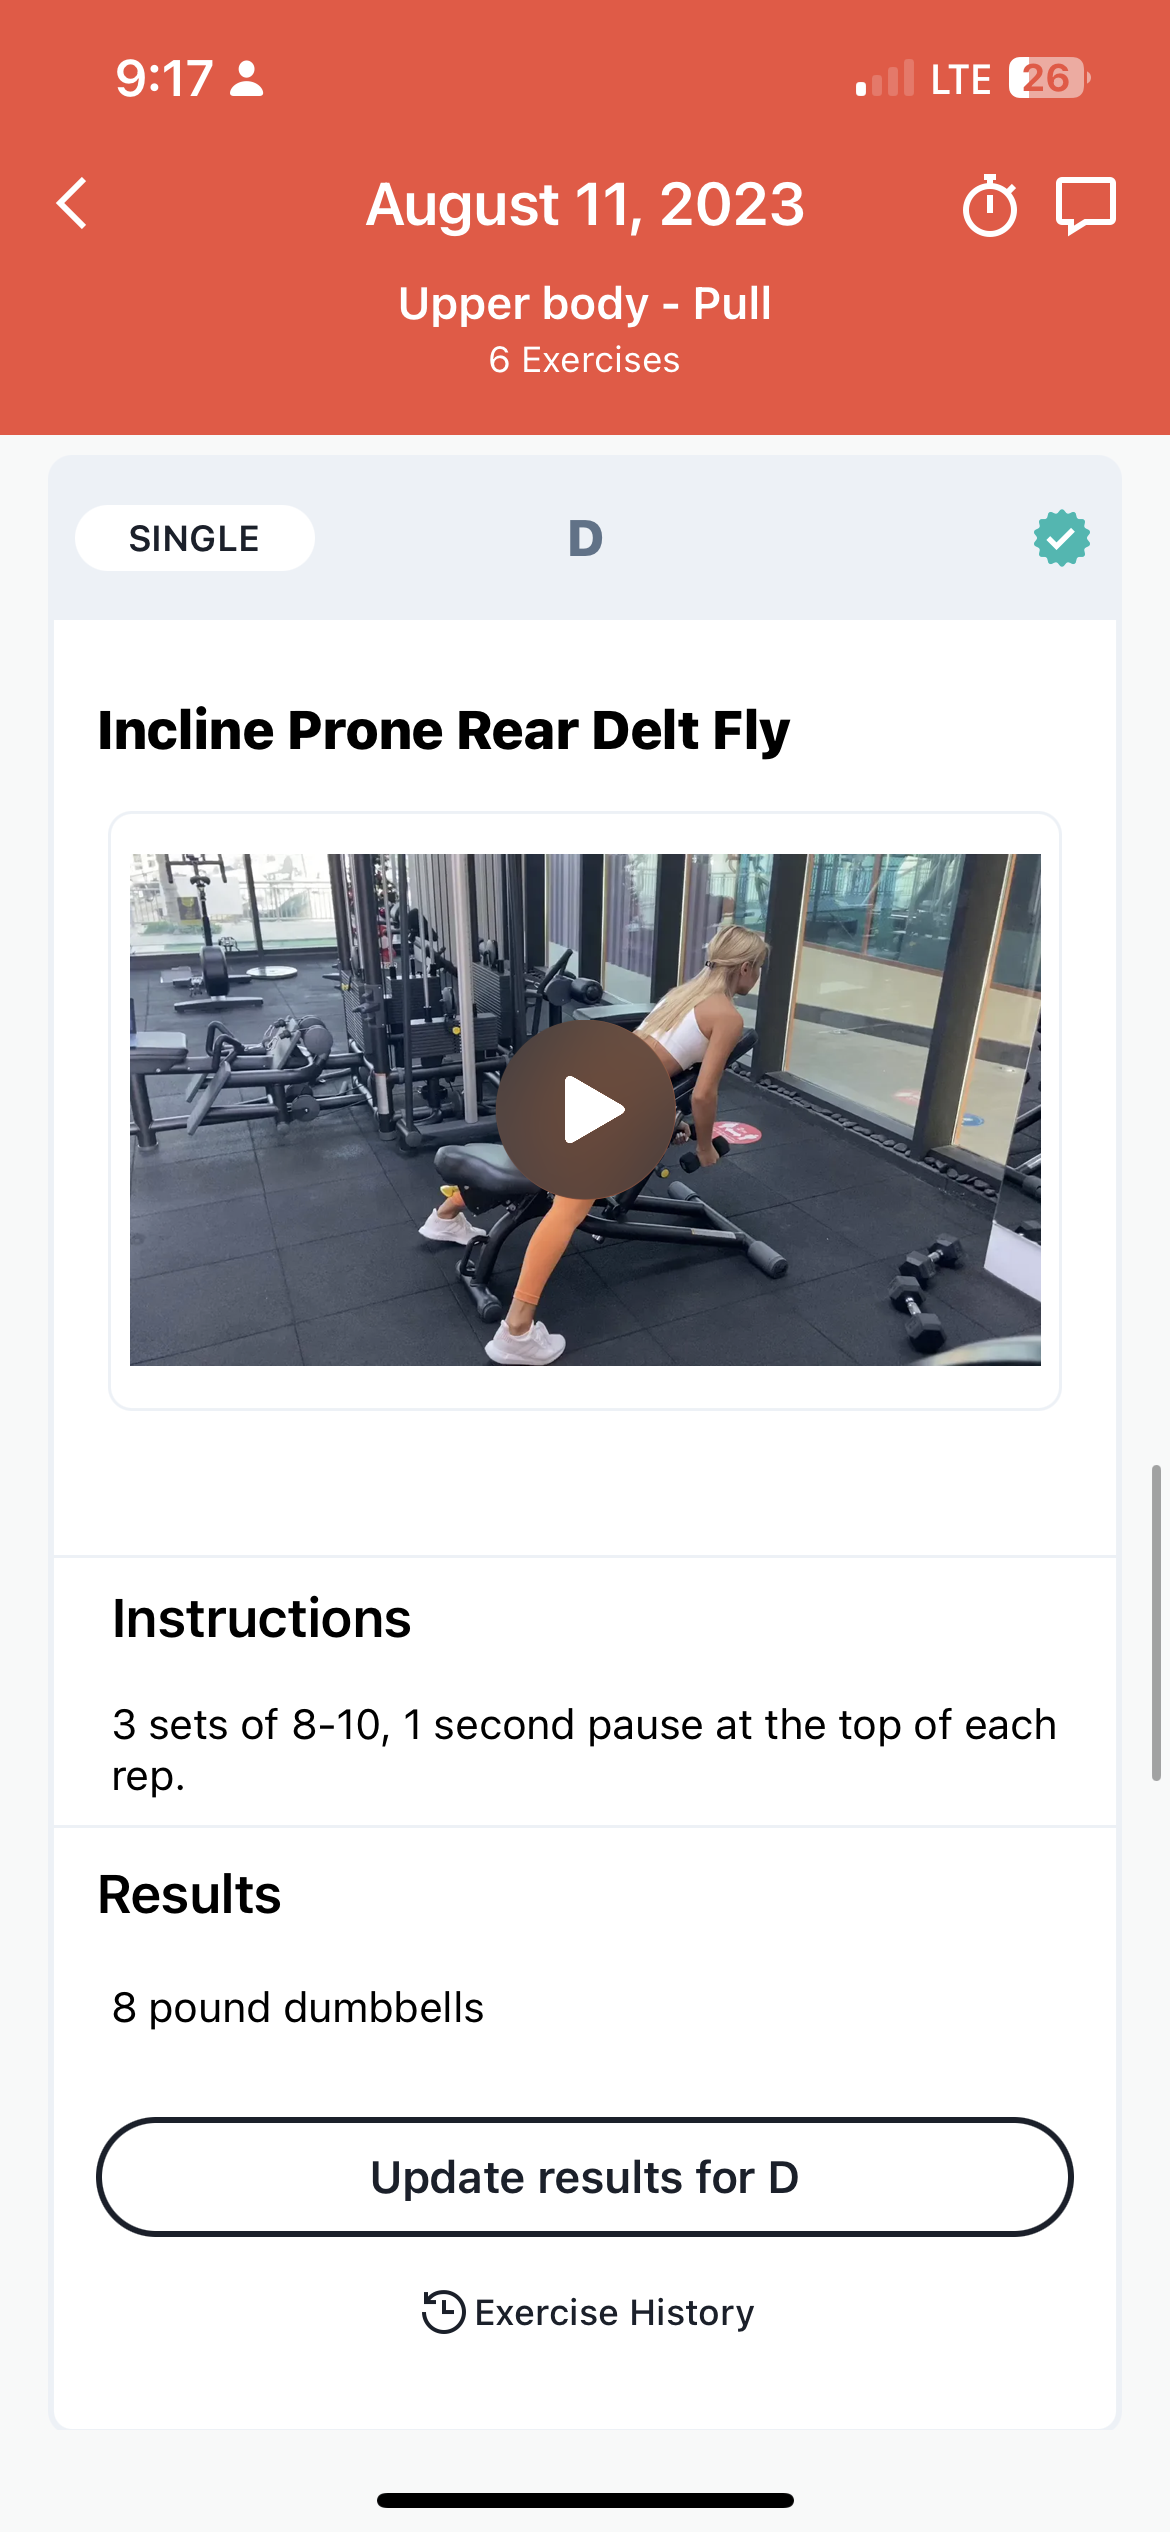 9:17
LTE 26
August 11, 2023
Upper body - Pull
6 Exercises
SINGLE
D
Incline Prone Rear Delt Fly
Instructions
3 sets of 8-10, 1 second pause at the top of each
rep.
Results
8 pound dumbbells
Update results for D
Exercise History